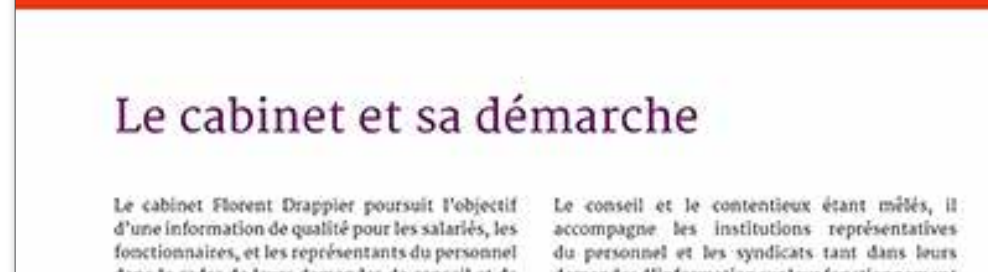 Le cabinet et sa démarche
Le cabinet Florent Drappier poursuit l'objectif
d'une information de qualité pour les salariés, les
fonctionnaires, et les représentants du personnel
Le conseil et le contentieux étant mêlés, il
accompagne les institutions représentatives
du personnel et les syndicats tant dans leurs